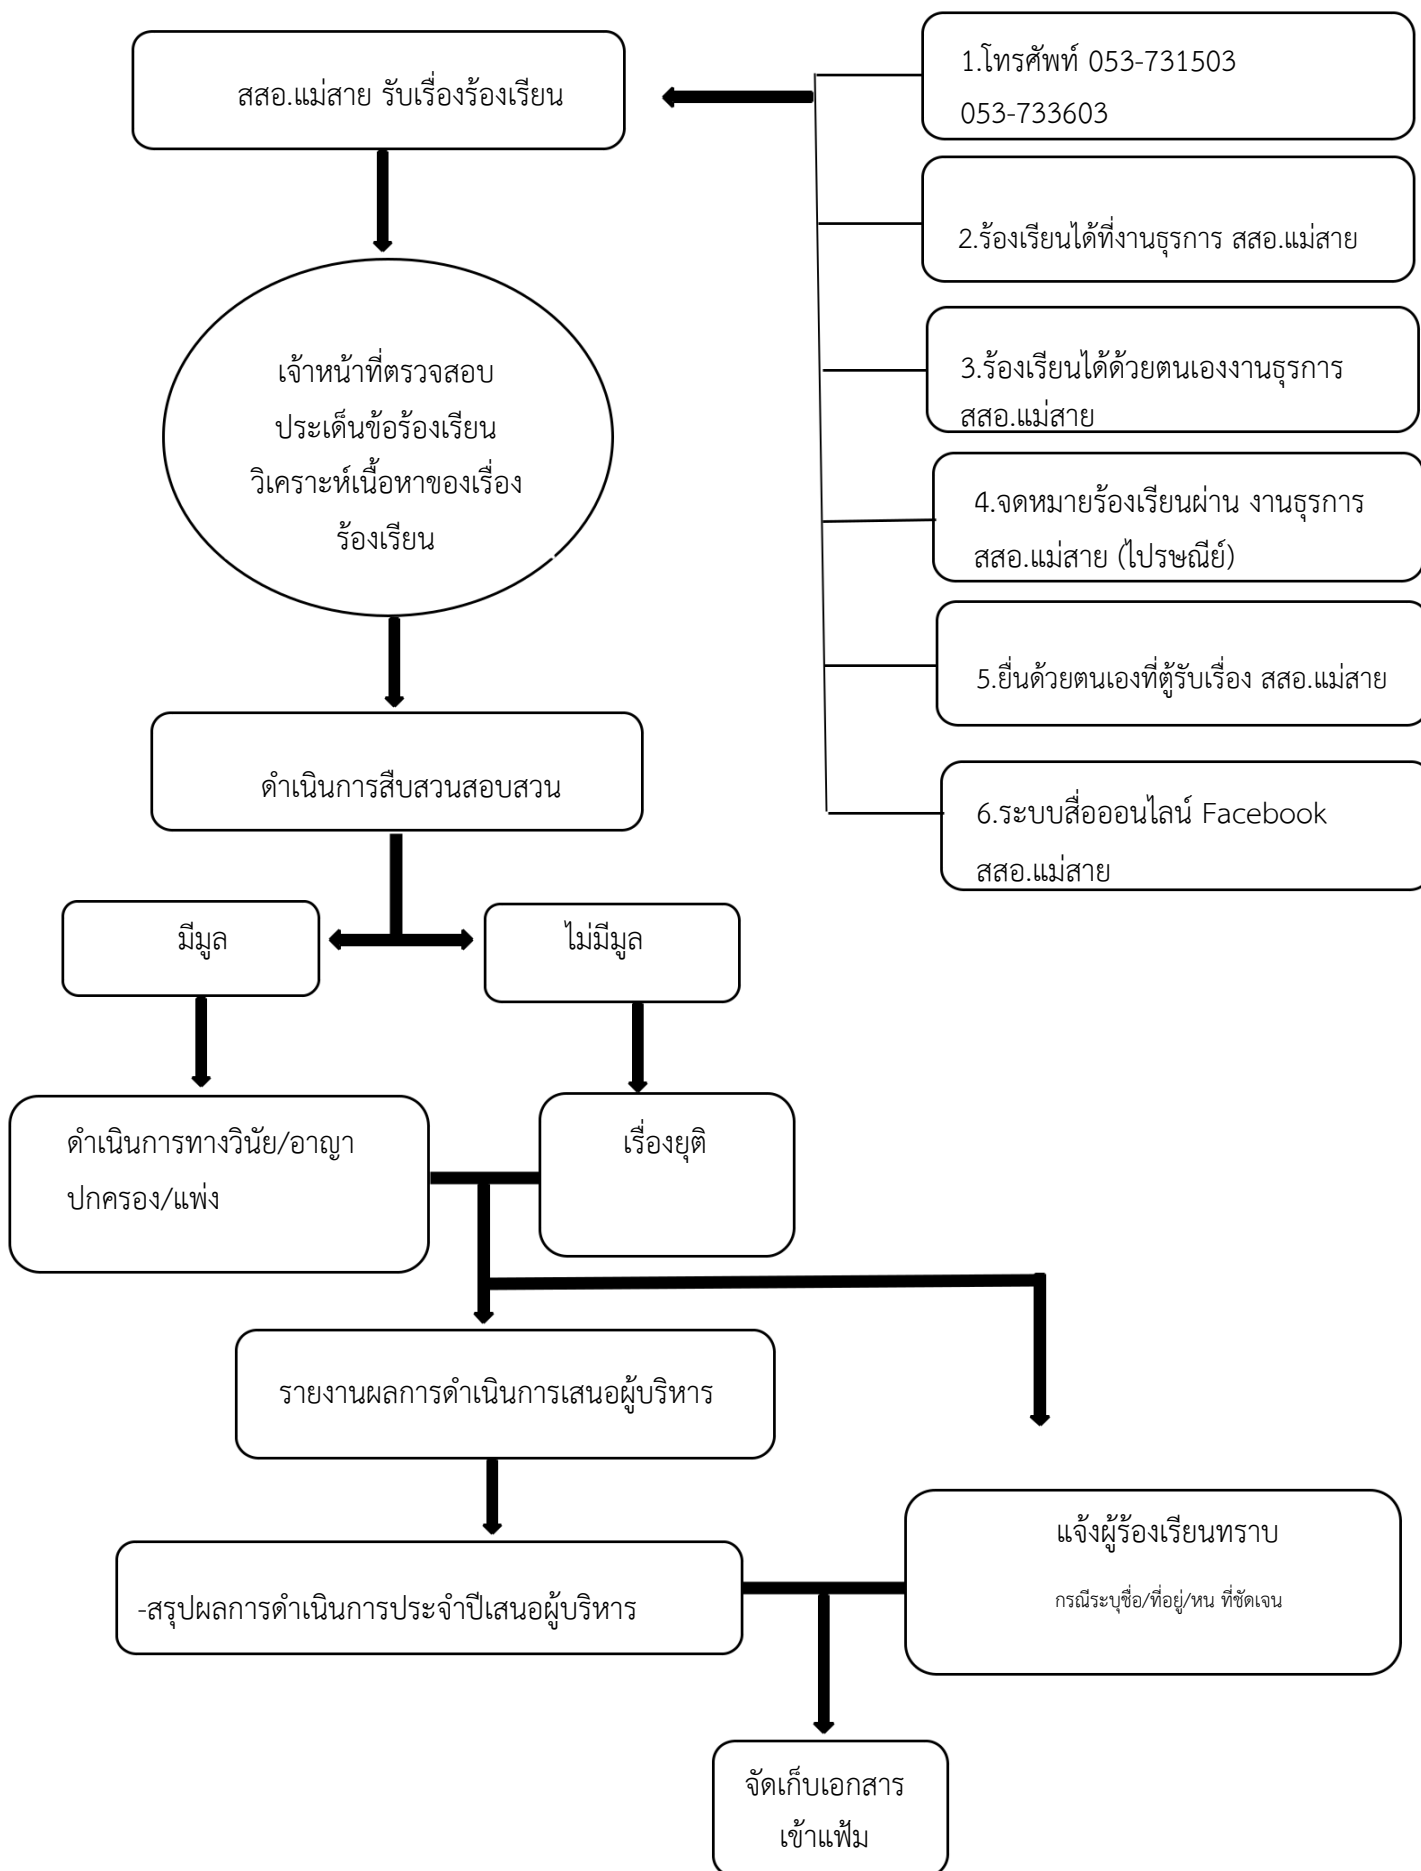 สสอ.แม่สาย รับเรื่องร้องเรียน
1.โทรศัพท์ 053-731503
053-733603
2.ร้องเรียนได้ที่งานธุรการ สสอ.แม่สาย
3.ร้องเรียนได้ด้วยตนเองงานธุรการ
สสอ.แม่สาย
4.จดหมายร้องเรียนผ่าน งานธุรการ
สสอ.แม่สาย (ไปรษณีย์)
5.ยื่นด้วยตนเองที่ตู้รับเรื่อง สสอ.แม่สาย
6.ระบบสื่อออนไลน์ Facebook
สสอ.แม่สาย
เจ้าหน้าที่ตรวจสอบ
ประเด็นข้อร้องเรียน
วิเคราะห์เนื้อหาของเรื่อง
ร้องเรียน
ดำเนินการสืบสวนสอบสวน
มีมูล
ไม่มีมูล
ดำเนินการทางวินัย/อาญา
ปกครอง/แพ่ง
เรื่องยุติ
รายงานผลการดำเนินการเสนอผู้บริหาร
-สรุปผลการดำเนินการประจำปีเสนอผู้บริหาร
แจ้งผู้ร้องเรียนทราบ
กรณีระบุชื่อ/ที่อยู่/หน ที่ชัดเจน
จัดเก็บเอกสาร
เข้าแฟ้ม